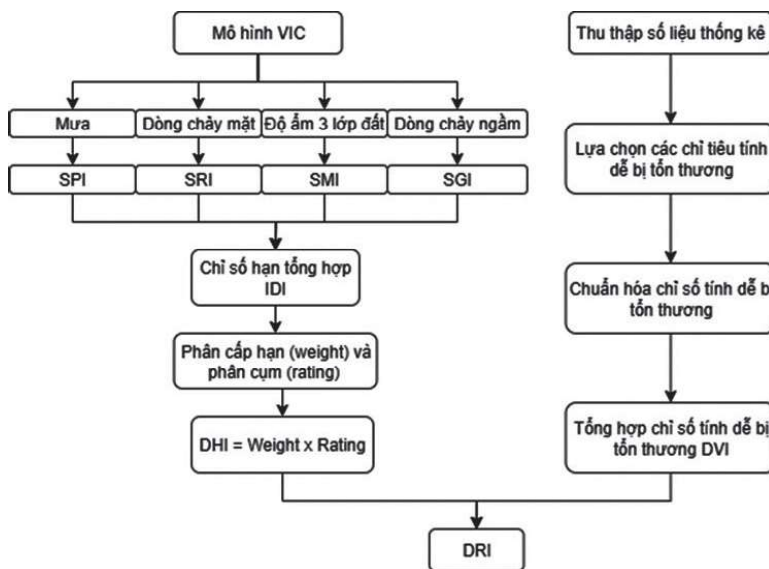 Mô hình VIC
Thu thập số liệu thống kê
Mưa
Dòng chảy mặt
Độ ẩm 3 lớp đất
Dòng chảy ngầm
SPI
SRI
SMI
SGI
Lựa chọn các chỉ tiêu tính
dễ bị tổn thương
Chỉ số hạn tổng hợp
IDI
Chuẩn hóa chỉ số tính dễ b
tổn thương
Phân cấp hạn (weight) và
phân cụm (rating)
DHI = Weight x Rating
Tổng hợp chỉ số tính dễ bị
tổn thương DVI
DRI